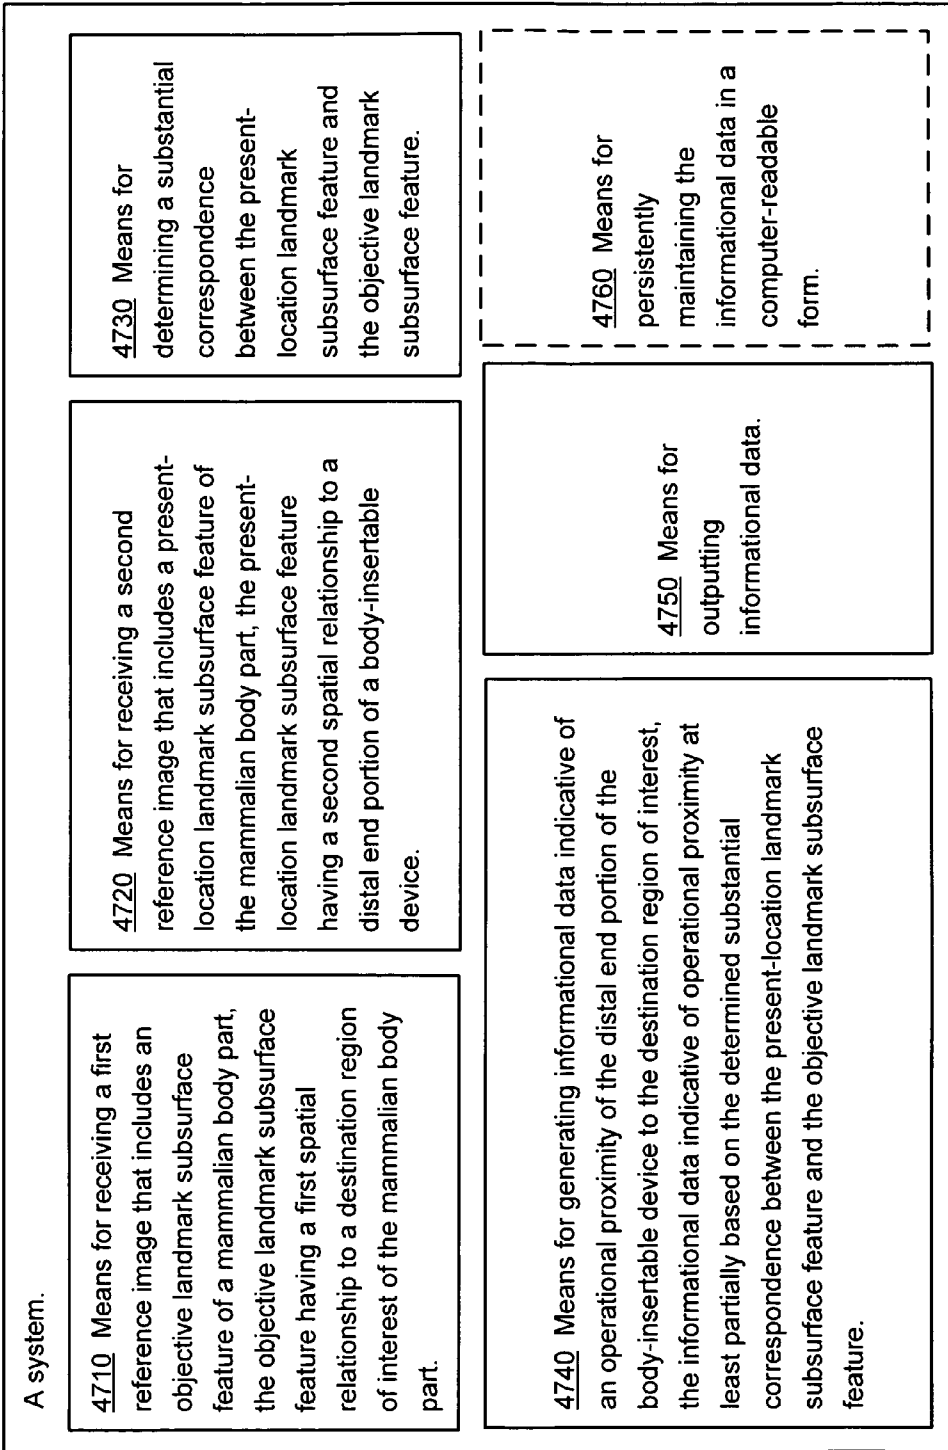 A system.
4710 Means for receiving a first
reference image that includes an
objective landmark subsurface
feature of a mammalian body part,
the objective landmark subsurface
feature having a first spatial
relationship to a destination region
of interest of the mammalian body
part.
4720 Means for receiving a second
reference image that includes a present-
location landmark subsurface feature of
the mammalian body part, the present-
location landmark subsurface feature
having a second spatial relationship to a
distal end portion of a body-insertable
device.
4730 Means for
determining a substantial
correspondence
between the present-
location landmark
subsurface feature and
the objective landmark
subsurface feature.
4740 Means for generating informational data indicative of
an operational proximity of the distal end portion of the
body-insertable device to the destination region of interest,
the informational data indicative of operational proximity at
least partially based on the determined substantial
correspondence between the present-location landmark
subsurface feature and the objective landmark subsurface
feature.
4750 Means for
outputting
informational data.
4760 Means for
persistently
maintaining the
informational data in a
computer-readable
form.